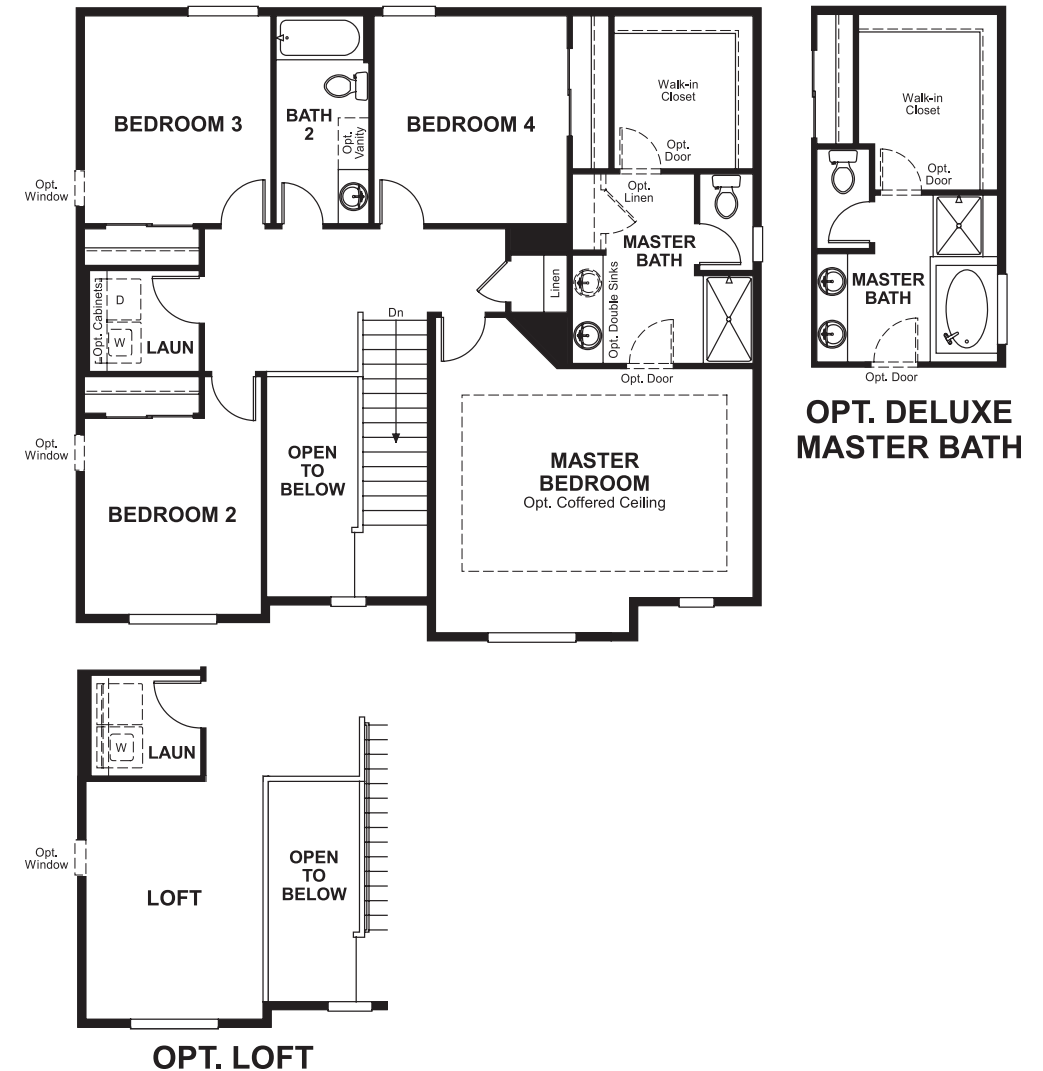 BEDROOM 3
BATH
2
Opt.
Vanity
BEDROOM 4
Walk-in
Closet
Opt.
Door
Opt.
Window
Opt.
Linen
MASTER
BATH
Opt. Double Sinks
Linen
Opt. Cabinets
D
W
LAUN
Dn
Opt. Door
Opt.
Window
BEDROOM 2
OPEN
TO
BELOW
MASTER
BEDROOM
Opt. Coffered Ceiling
Walk-in
Closet
Opt.
Door
MASTER
BATH
Opt. Door
OPT. DELUXE
MASTER BATH
W
LAUN
Opt.
Window
LOFT
OPEN
TO
BELOW
OPT. LOFT